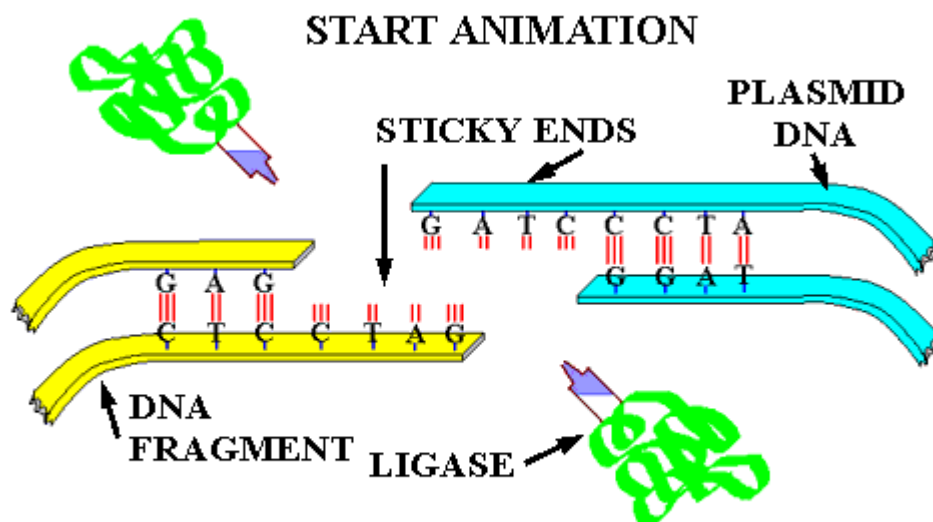 START ANIMATION
PLASMID
DNA
STICKY ENDS
G A T C C C T A
G G A T
G A G
C T C C T A G
DNA
FRAGMENT
LIGASE